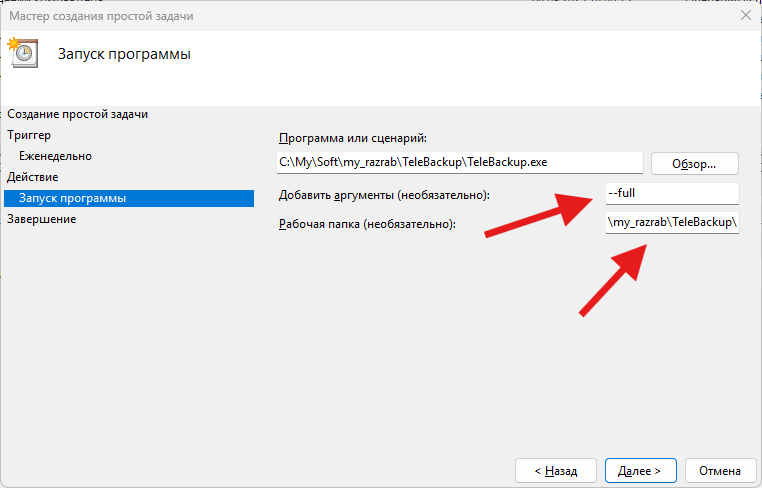 Мастер создания простой задачи
Запуск программы
Создание простой задачи
Триггер
Еженедельно
Действие
Запуск программы
Завершение
Программа или сценарий:
C:\My\Soft\my_razrab\TeleBackup\TeleBackup.exe
Обзор...
Добавить аргументы (необязательно):
--full
Рабочая папка (необязательно):
\my_razrab\TeleBackup\
< Назад
Далее >
Отмена